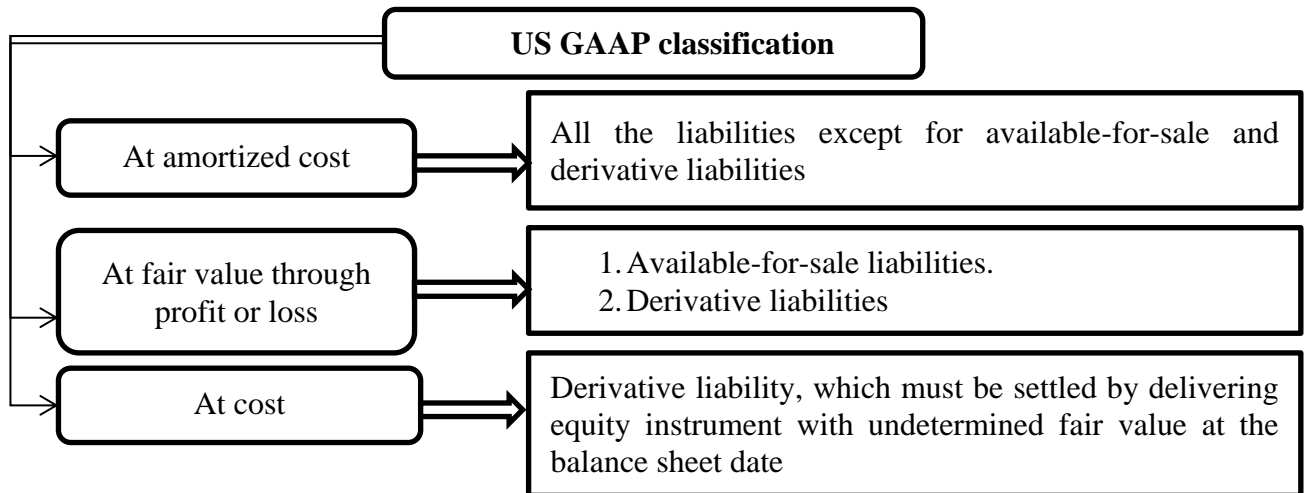 US GAAP classification
At amortized cost
All the liabilities except for available-for-sale and
derivative liabilities
At fair value through
profit or loss
1. Available-for-sale liabilities.
2. Derivative liabilities
At cost
Derivative liability, which must be settled by delivering
equity instrument with undetermined fair value at the
balance sheet date